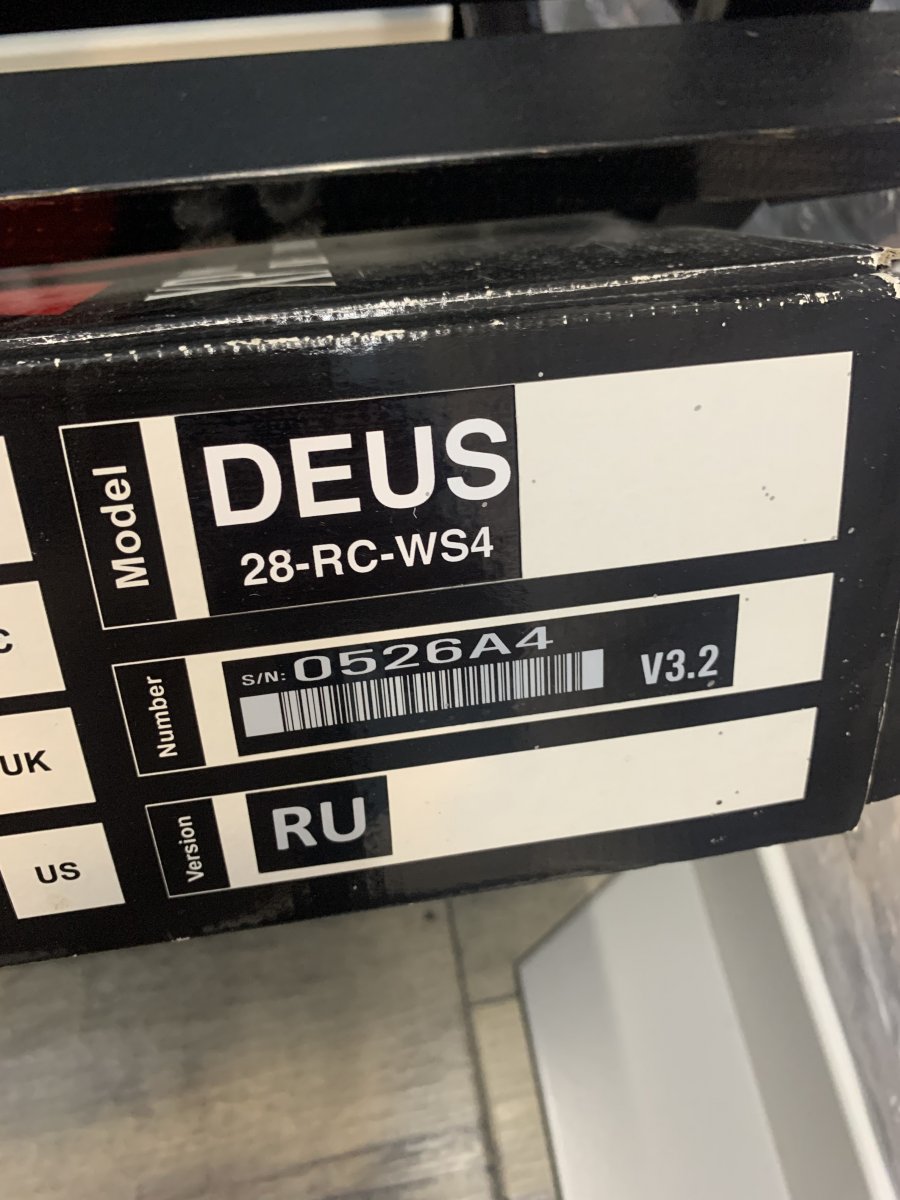 Model
DEUS
28-RC-WS4
Number
S/N: 0526A4
V3.2
Version
RU
C
UK
US